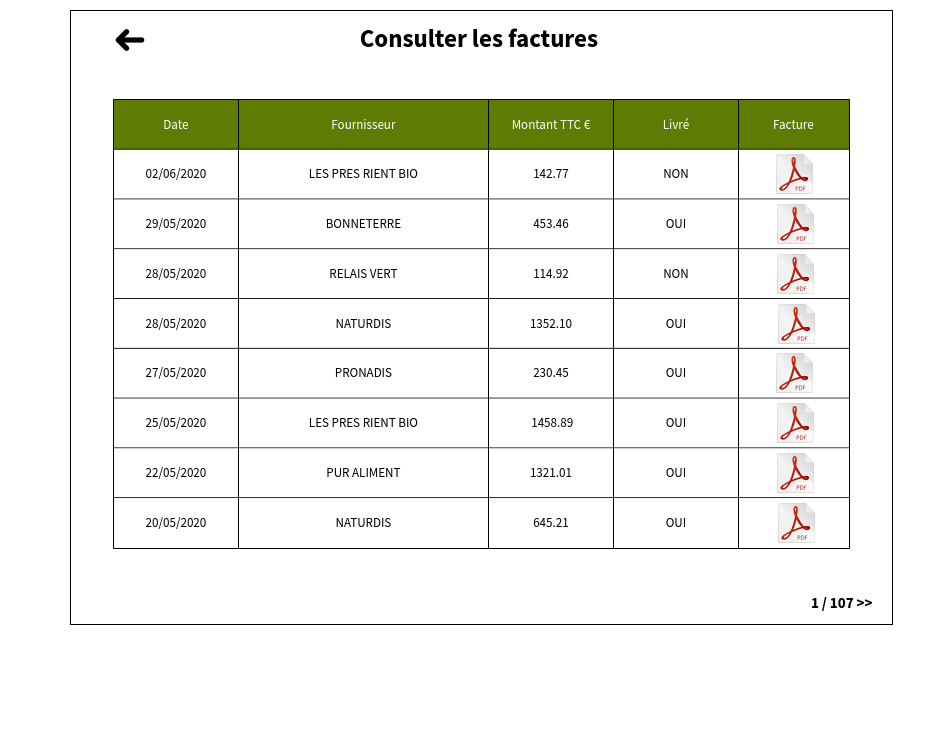 Consulter les factures
Date Fournisseur Montant TTC € Livré Facture
02/06/2020 LES PRES RIENT BIO 142.77 NON PDF
29/05/2020 BONNETERRE 453.46 OUI PDF
28/05/2020 RELAIS VERT 114.92 NON PDF
28/05/2020 NATURDIS 1352.10 OUI PDF
27/05/2020 PRONADIS 230.45 OUI PDF
25/05/2020 LES PRES RIENT BIO 1458.89 OUI PDF
22/05/2020 PUR ALIMENT 1321.01 OUI PDF
20/05/2020 NATURDIS 645.21 OUI PDF
1 / 107 >>